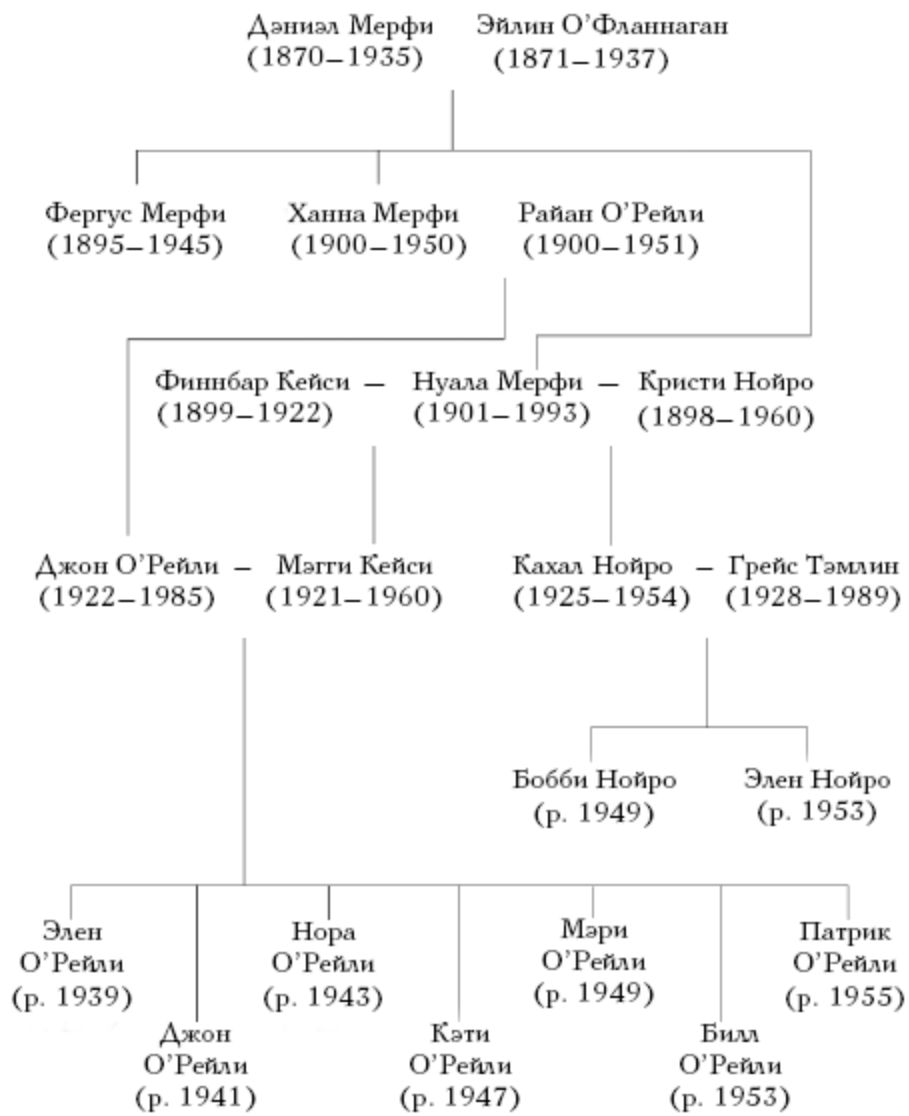 Дэниэл Мерфи Эйлин О’Фланнаган
(1870–1935) (1871–1937)
Фергус Мерфи Ханна Мерфи Райан О’Рейли
(1895–1945) (1900–1950) (1900–1951)
Финнбар Кейси – Нуала Мерфи – Кристи Нойро
(1899–1922) (1901–1993) (1898–1960)
Джон О’Рейли – Мэгги Кейси Кахал Нойро – Грейс Тэмлин
(1922–1985) (1921–1960) (1925–1954) (1928–1989)
Бобби Нойро Элен Нойро
(р. 1949) (р. 1953)
Элен Нора Мэри Патрик
О’Рейли О’Рейли О’Рейли О’Рейли
(р. 1939) (р. 1943) (р. 1949) (р. 1955)
Джон Кэти Билл
О’Рейли О’Рейли О’Рейли
(р. 1941) (р. 1947) (р. 1953)